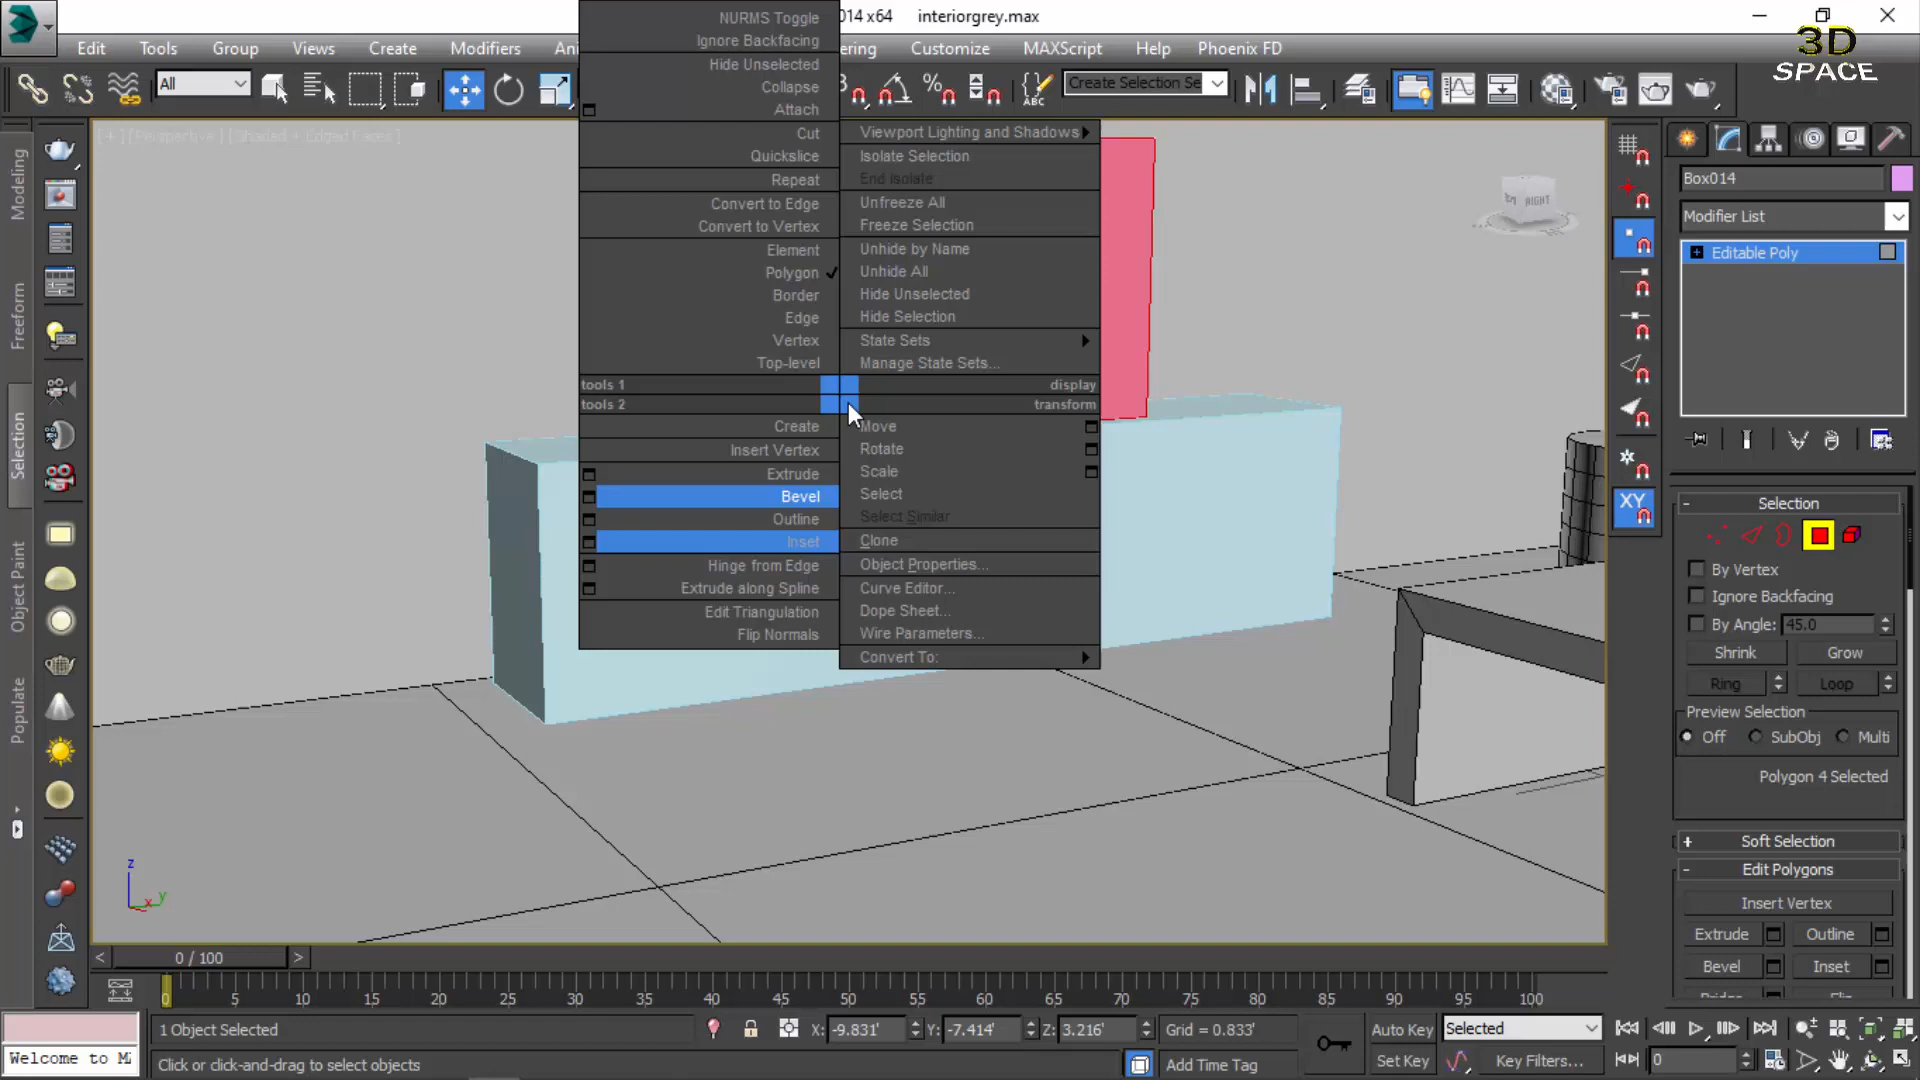 014 x64 interiorgrey.max
3D SPACE
Edit Tools Group Views Create Modifiers Ani ering Customize MAXScript Help Phoenix FD
All
Create Selection Se
ABC
[+] [Perspective] [Shaded + Edged Faces]
Modeling
Freeform
Selection
Object Paint
Populate
NURMS Toggle
Ignore Backfacing
Hide Unselected
Collapse
Attach
Cut
Quickslice
Repeat
Convert to Edge
Convert to Vertex
Element
Polygon
Border
Edge
Vertex
Top-level
tools 1
tools 2
Create
Insert Vertex
Extrude
Bevel
Outline
Inset
Hinge from Edge
Extrude along Spline
Edit Triangulation
Flip Normals
Viewport Lighting and Shadows
Isolate Selection
End Isolate
Unfreeze All
Freeze Selection
Unhide by Name
Unhide All
Hide Unselected
Hide Selection
State Sets
Manage State Sets...
display
transform
Move
Rotate
Scale
Select
Select Similar
Clone
Object Properties...
Curve Editor...
Dope Sheet...
Wire Parameters...
Convert To:
RIGHT
XY
Box014
Modifier List
Editable Poly
Selection
By Vertex
Ignore Backfacing
By Angle: 45.0
Shrink Grow
Ring Loop
Preview Selection
Off SubObj Multi
Polygon 4 Selected
Soft Selection
Edit Polygons
Insert Vertex
Extrude Outline
Bevel Inset
z
x y
< 0 / 100 >
0 5 10 15 20 25 30 35 40 45 50 55 60 65 70 75 80 85 90 95 100
1 Object Selected X: -9.831' Y: -7.414' Z: 3.216' Grid = 0.833' Auto Key Selected
Welcome to M
Click or click-and-drag to select objects Add Time Tag Set Key Key Filters... 0